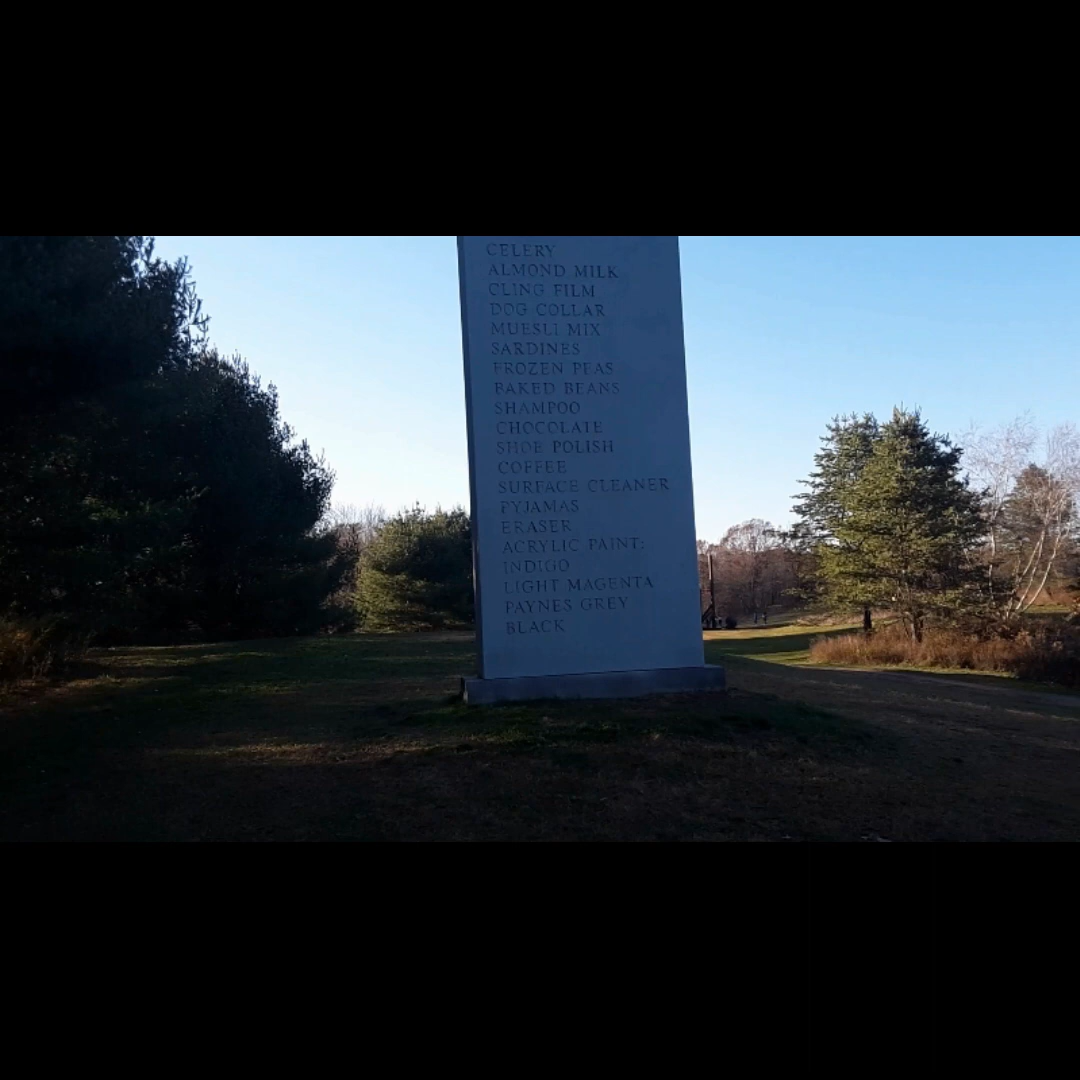 CELERY
ALMOND MILK
CLING FILM
DOG COLLAR
MUESLI MIX
SARDINES
FROZEN PEAS
BAKED BEANS
SHAMPOO
CHOCOLATE
SHOE POLISH
COFFEE
SURFACE CLEANER
PYJAMAS
ERASER
ACRYLIC PAINT:
INDIGO
LIGHT MAGENTA
PAYNES GREY
BLACK